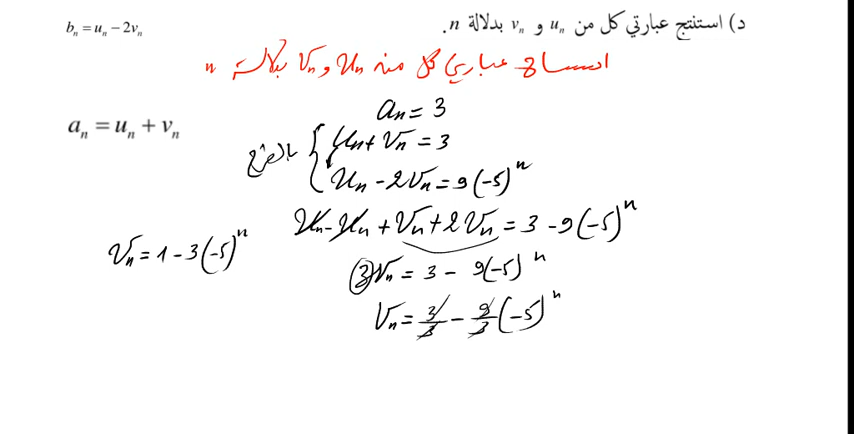 د) استنتج عبارتي كل من uₙ و vₙ بدلالة n.
bₙ = uₙ − 2vₙ
استنتاج عبارتي كل من Uₙ و Vₙ بدلالة n
aₙ = 3
aₙ = uₙ + vₙ
بالطرح { Uₙ + Vₙ = 3
Uₙ − 2Vₙ = 9(−5)ⁿ
Uₙ − Uₙ + Vₙ + 2Vₙ = 3 − 9(−5)ⁿ
Vₙ = 1 − 3(−5)ⁿ
3Vₙ = 3 − 9(−5)ⁿ
Vₙ = 3/3 − 9/3 (−5)ⁿ